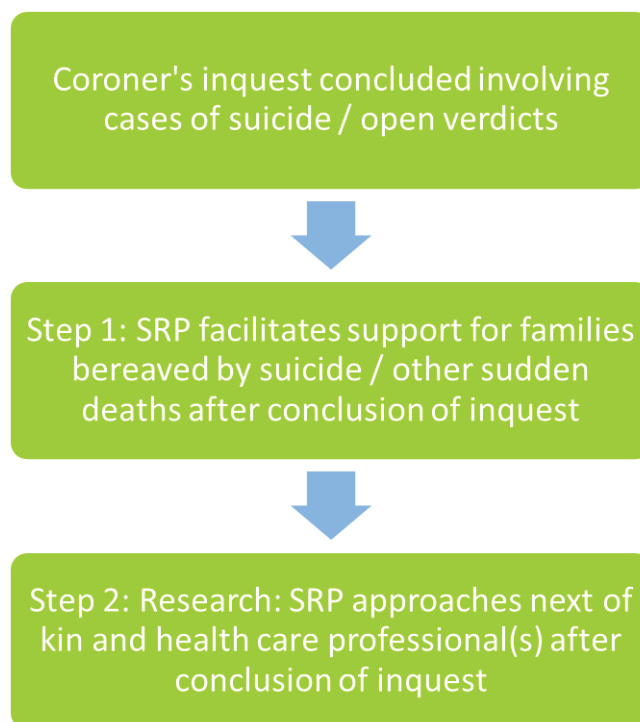 Coroner's inquest concluded involving
cases of suicide / open verdicts
Step 1: SRP facilitates support for families
bereaved by suicide / other sudden
deaths after conclusion of inquest
Step 2: Research: SRP approaches next of
kin and health care professional(s) after
conclusion of inquest